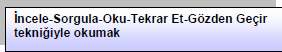 İncele-Sorgula-Oku-Tekrar Et-Gözden Geçir
tekniğiyle okumak